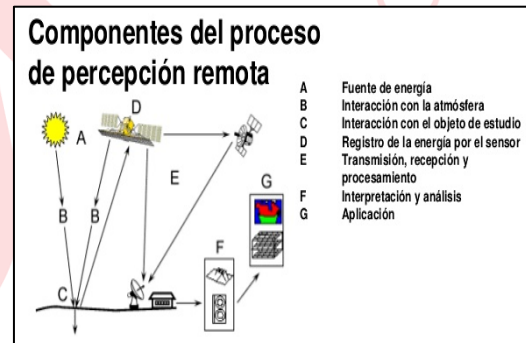 Componentes del proceso
de percepción remota
A Fuente de energía
B Interacción con la atmósfera
C Interacción con el objeto de estudio
D Registro de la energía por el sensor
E Transmisión, recepción y
procesamiento
F Interpretación y análisis
G Aplicación
D
A
E
G
B B
F
C